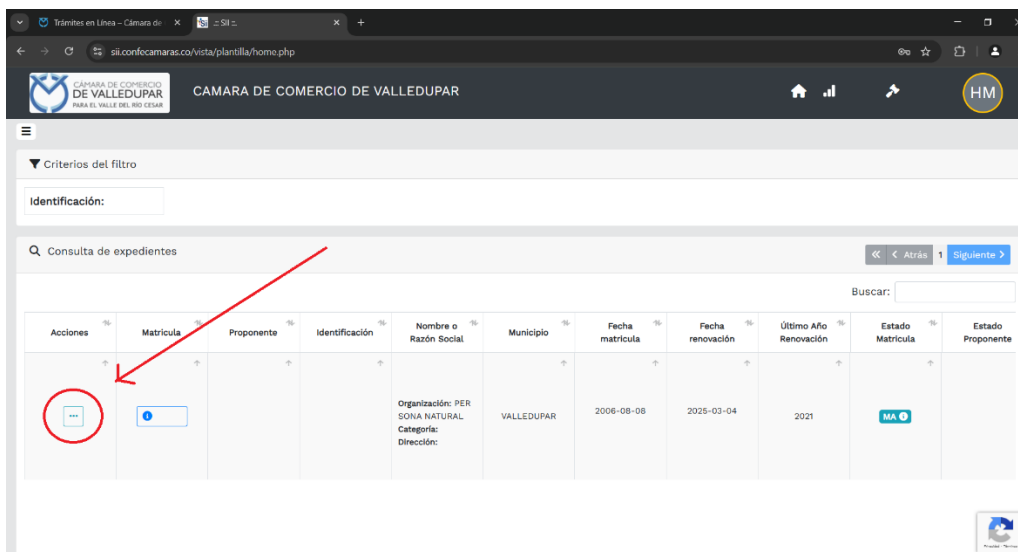 Trámites en Línea – Cámara de
.:: SII ::.
sii.confecamaras.co/vista/plantilla/home.php
CÁMARA DE COMERCIO
DE VALLEDUPAR
PARA EL VALLE DEL RÍO CESAR
CAMARA DE COMERCIO DE VALLEDUPAR
HM
Criterios del filtro
Identificación:
Consulta de expedientes
Atrás 1 Siguiente
Buscar:
Acciones Matricula Proponente Identificación Nombre o Razón Social Municipio Fecha matricula Fecha renovación Último Año Renovación Estado Matricula Estado Proponente
Organización: PER
SONA NATURAL
Categoría:
Dirección:
VALLEDUPAR
2006-08-08
2025-03-04
2021
MA